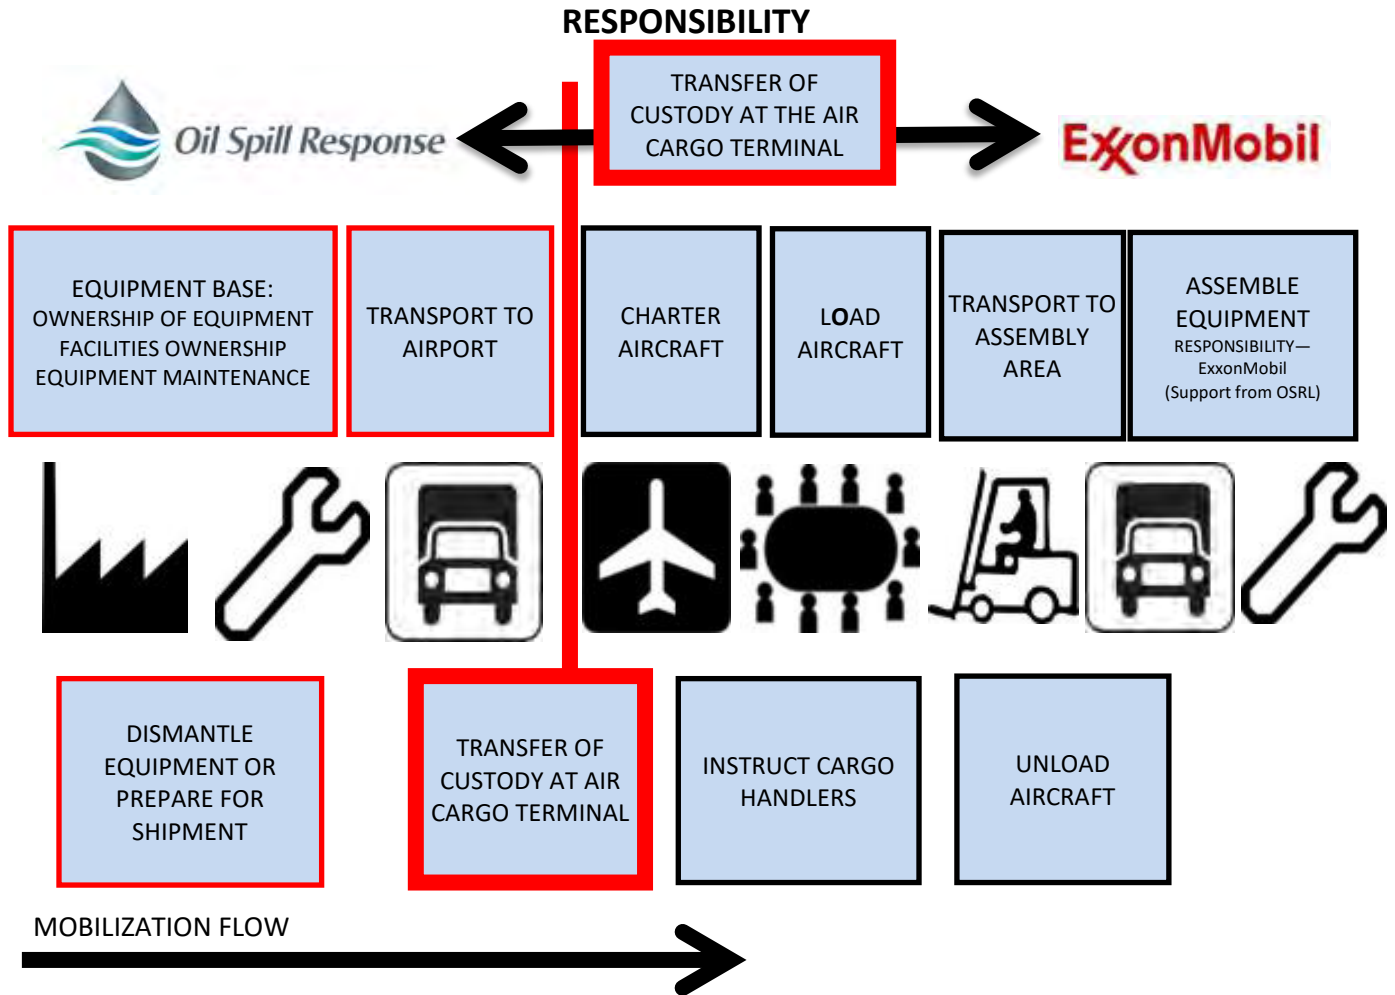 RESPONSIBILITY
TRANSFER OF
CUSTODY AT THE AIR
CARGO TERMINAL
Oil Spill Response
ExxonMobil
EQUIPMENT BASE:
OWNERSHIP OF EQUIPMENT
FACILITIES OWNERSHIP
EQUIPMENT MAINTENANCE
TRANSPORT TO
AIRPORT
CHARTER
AIRCRAFT
LOAD
AIRCRAFT
TRANSPORT TO
ASSEMBLY
AREA
ASSEMBLE
EQUIPMENT
RESPONSIBILITY—
ExxonMobil
(Support from OSRL)
DISMANTLE
EQUIPMENT OR
PREPARE FOR
SHIPMENT
TRANSFER OF
CUSTODY AT AIR
CARGO TERMINAL
INSTRUCT CARGO
HANDLERS
UNLOAD
AIRCRAFT
MOBILIZATION FLOW